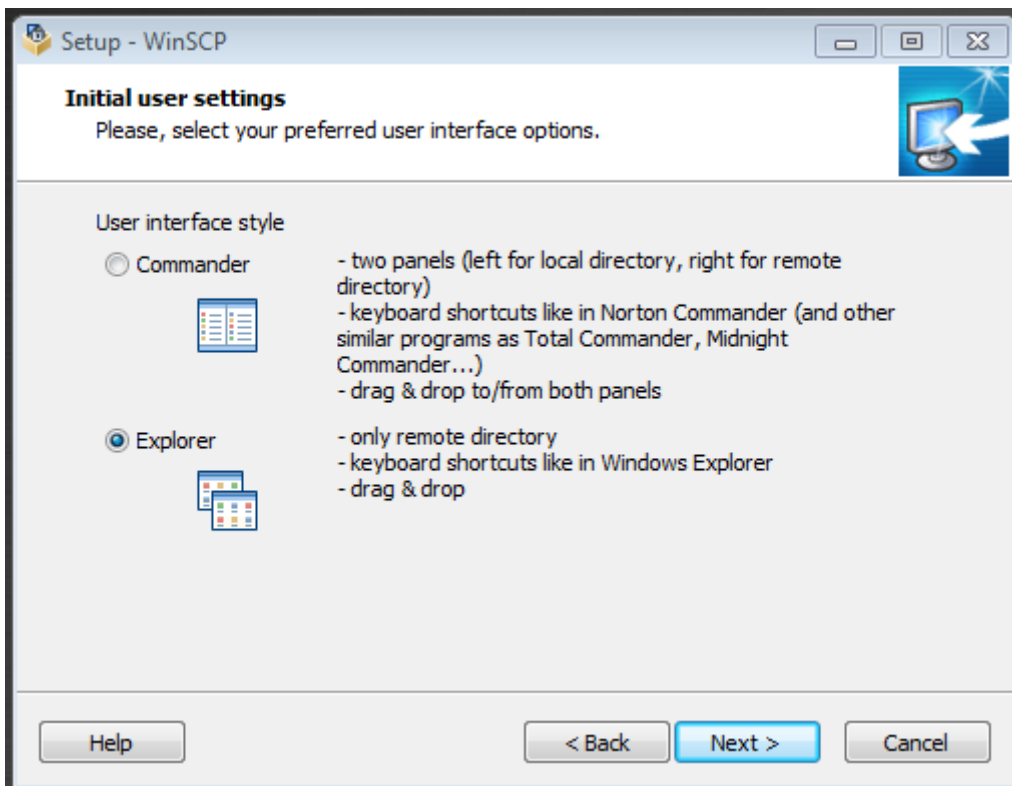 Setup - WinSCP
Initial user settings
Please, select your preferred user interface options.
User interface style
Commander
- two panels (left for local directory, right for remote
directory)
- keyboard shortcuts like in Norton Commander (and other
similar programs as Total Commander, Midnight
Commander...)
- drag & drop to/from both panels
Explorer
- only remote directory
- keyboard shortcuts like in Windows Explorer
- drag & drop
Help
< Back
Next >
Cancel